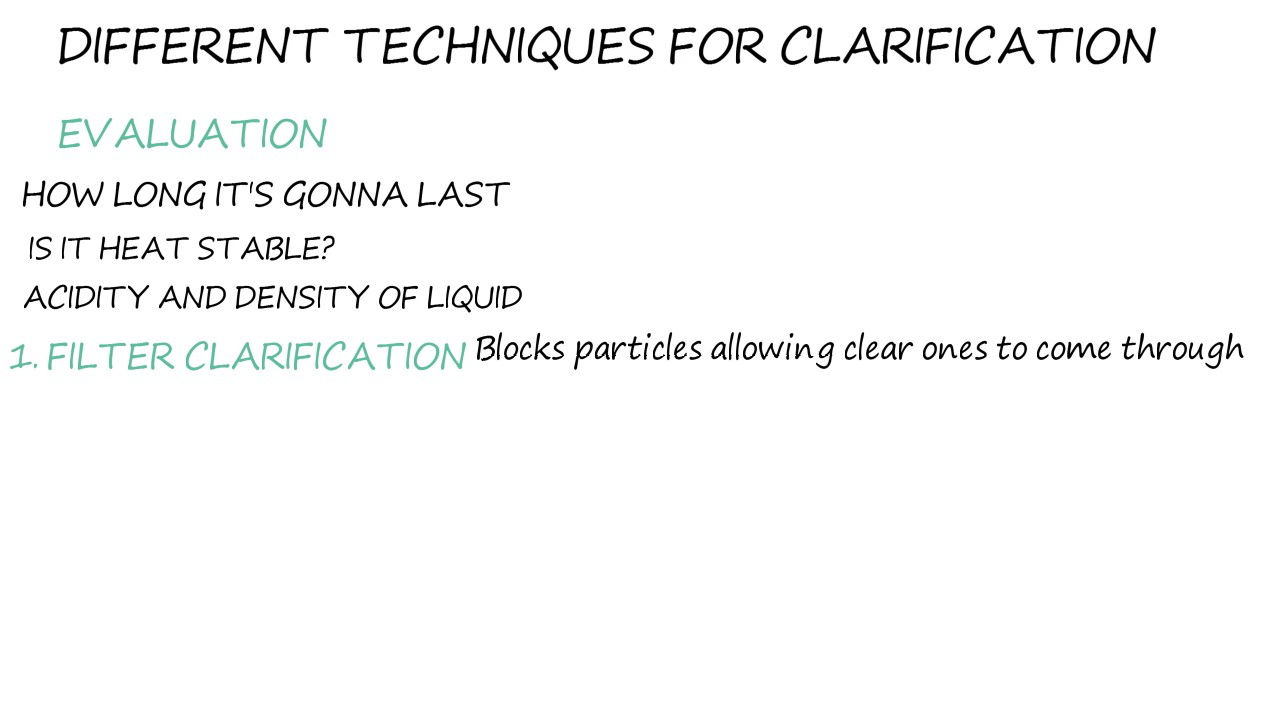 DIFFERENT TECHNIQUES FOR CLARIFICATION
EVALUATION
HOW LONG IT'S GONNA LAST
IS IT HEAT STABLE?
ACIDITY AND DENSITY OF LIQUID
1. FILTER CLARIFICATION Blocks particles allowing clear ones to come through